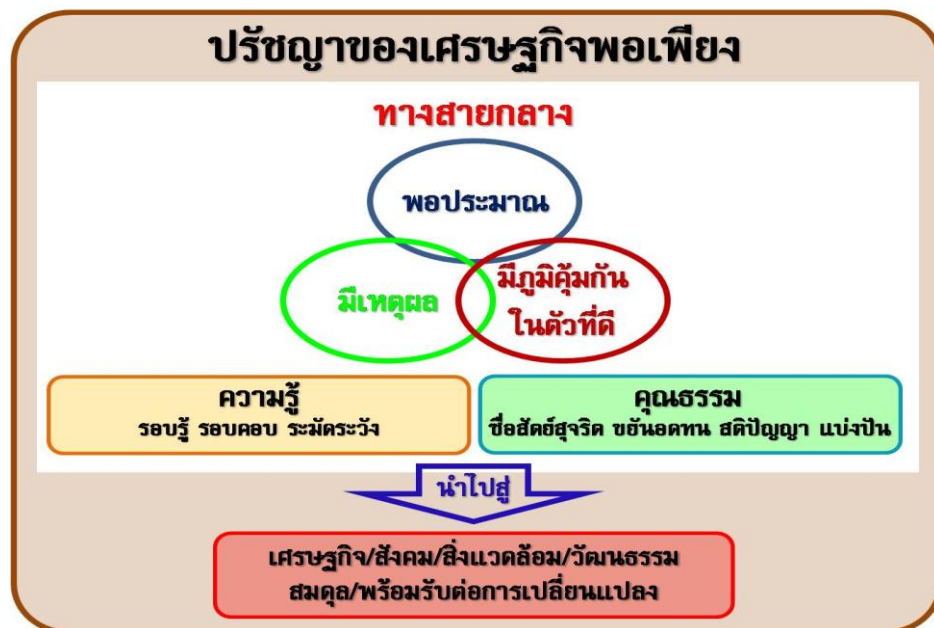 ปรัชญาของเศรษฐกิจพอเพียง
ทางสายกลาง
พอประมาณ
มีเหตุผล
มีภูมิคุ้มกัน
ในตัวที่ดี
ความรู้
รอบรู้ รอบคอบ ระมัดระวัง
คุณธรรม
ซื่อสัตย์สุจริต ขยันอดทน สติปัญญา แบ่งปัน
นำไปสู่
เศรษฐกิจ/สังคม/สิ่งแวดล้อม/วัฒนธรรม
สมดุล/พร้อมรับต่อการเปลี่ยนแปลง